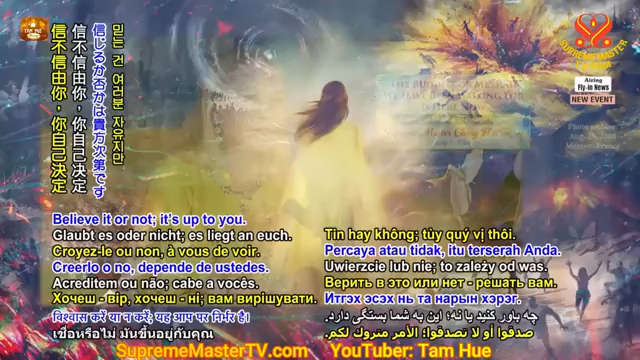 信不信由你，你自己決定
信不信由你，你自己决定
信じるか否かは貴方次第です
믿는 건 여러분 자유지만
SUPREME MASTER
Airing
Fly-in News
NEW EVENT
Believe it or not; it's up to you.
Glaubt es oder nicht; es liegt an euch.
Croyez-le ou non, à vous de voir.
Creerlo o no, depende de ustedes.
Acreditem ou não; cabe a vocês.
Хочеш - вір, хочеш - ні; вам вирішувати.
विश्वास करें या न करें; यह आप पर निर्भर है।
เชื่อหรือไม่ มันขึ้นอยู่กับคุณ
Tin hay không; tùy quý vị thôi.
Percaya atau tidak, itu terserah Anda.
Uwierzcie lub nie; to zależy od was.
Верить в это или нет - решать вам.
Итгэх эсэх нь та нарын хэрэг.
چه باور کنید یا نه؛ این به شما بستگی دارد.
صدقوا أو لا تصدقوا؛ الأمر متروك لكم.
SupremeMasterTV.com
YouTuber: Tam Hue